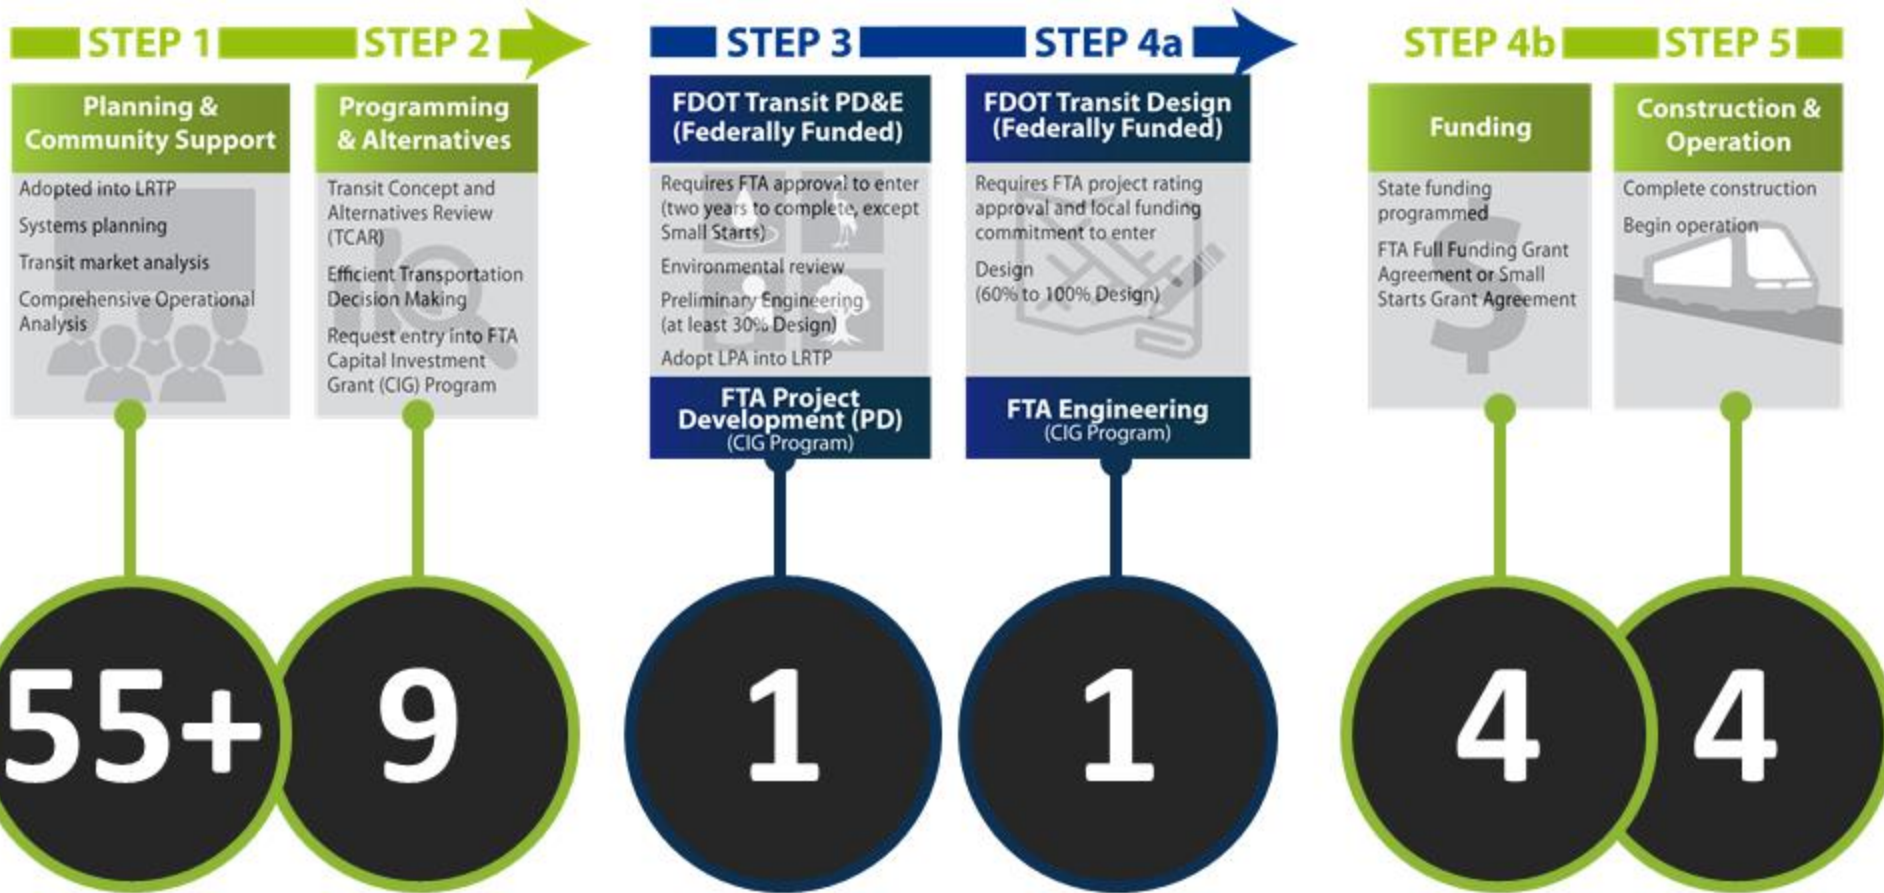 STEP 1
STEP 2
STEP 3
STEP 4a
STEP 4b
STEP 5
Planning &
Community Support
Adopted into LRTP
Systems planning
Transit market analysis
Comprehensive Operational
Analysis
Programming
& Alternatives
Transit Concept and
Alternatives Review
(TCAR)
Efficient Transportation
Decision Making
Request entry into FTA
Capital Investment
Grant (CIG) Program
FDOT Transit PD&E
(Federally Funded)
Requires FTA approval to enter
(two years to complete, except
Small Starts)
Environmental review
Preliminary Engineering
(at least 30% Design)
Adopt LPA into LRTP
FTA Project
Development (PD)
(CIG Program)
FDOT Transit Design
(Federally Funded)
Requires FTA project rating
approval and local funding
commitment to enter
Design
(60% to 100% Design)
FTA Engineering
(CIG Program)
Funding
State funding
programmed
FTA Full Funding Grant
Agreement or Small
Starts Grant Agreement
Construction &
Operation
Complete construction
Begin operation
55+
9
1
1
4
4